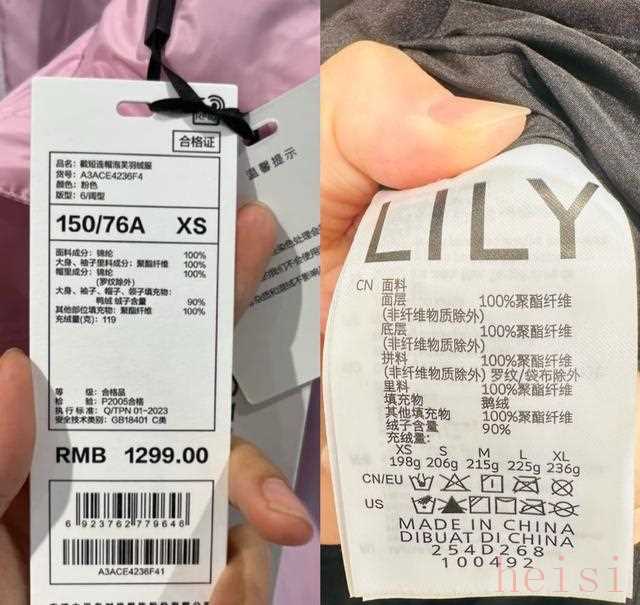 合格证
品名：截短连帽泡芙羽绒服
货号：A3ACE4236F4
颜色：粉色
版型：6/阔型
150/76A XS
面料成分：锦纶 100%
大身、袖子里料成分：聚酯纤维 100%
帽里成分：锦纶 100%
(罗纹除外)
大身、袖子、帽子、领子填充物：
鸭绒 绒子含量 90%
其他部位填充物：聚酯纤维 100%
充绒量(克)：119
等 级：合格品
检 验：P2005合格
执行标准：Q/TPN 01-2023
安全技术类别：GB18401 C类
RMB 1299.00
6 923762 779646
A3ACE4236F41
温馨提示
LILY
CN 面料
面层 100%聚酯纤维
(非纤维物质除外)
底层 100%聚酯纤维
(非纤维物质除外)
拼料 100%聚酯纤维
(非纤维物质除外) 罗纹/袋布除外
里料 100%聚酯纤维
填充物 鹅绒
其他填充物 100%聚酯纤维
绒子含量 90%
充绒量:
XS S M L XL
198g 206g 215g 225g 236g
CN/EU
US
MADE IN CHINA
DIBUAT DI CHINA
254D268
100492
heisi